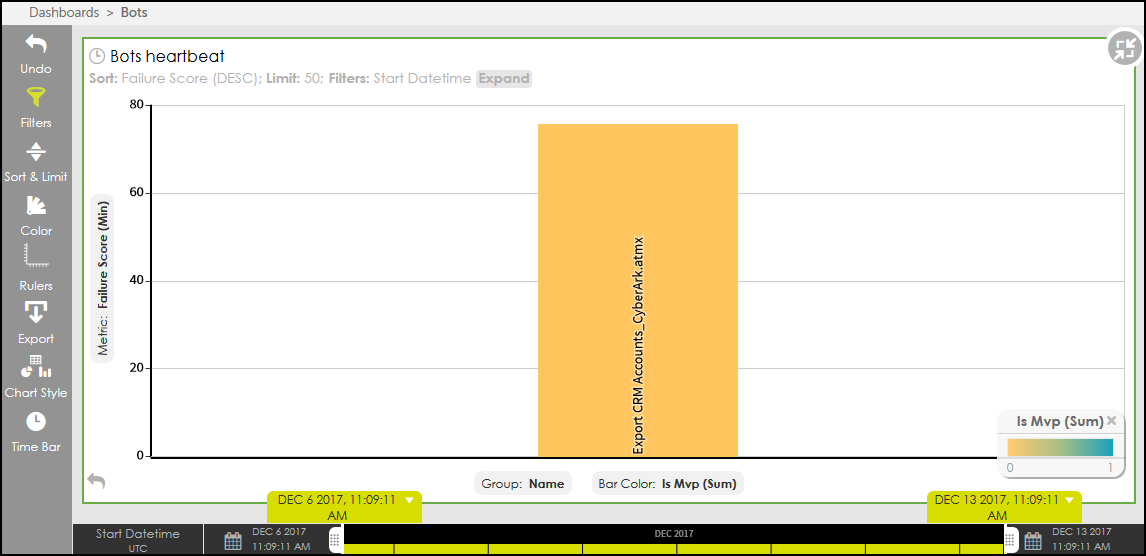 Dashboards > Bots
Undo
Filters
Sort & Limit
Color
Rulers
Export
Chart Style
Time Bar
Bots heartbeat
Sort: Failure Score (DESC); Limit: 50; Filters: Start Datetime Expand
Metric: Failure Score (Min)
80
60
40
20
0
Export CRM Accounts_CyberArk.atmx
Is Mvp (Sum)
0 1
Group: Name
Bar Color: Is Mvp (Sum)
DEC 6 2017, 11:09:11
AM
DEC 13 2017, 11:09:11
AM
Start Datetime
UTC
DEC 6 2017
11:09:11 AM
DEC 2017
DEC 13 2017
11:09:11 AM